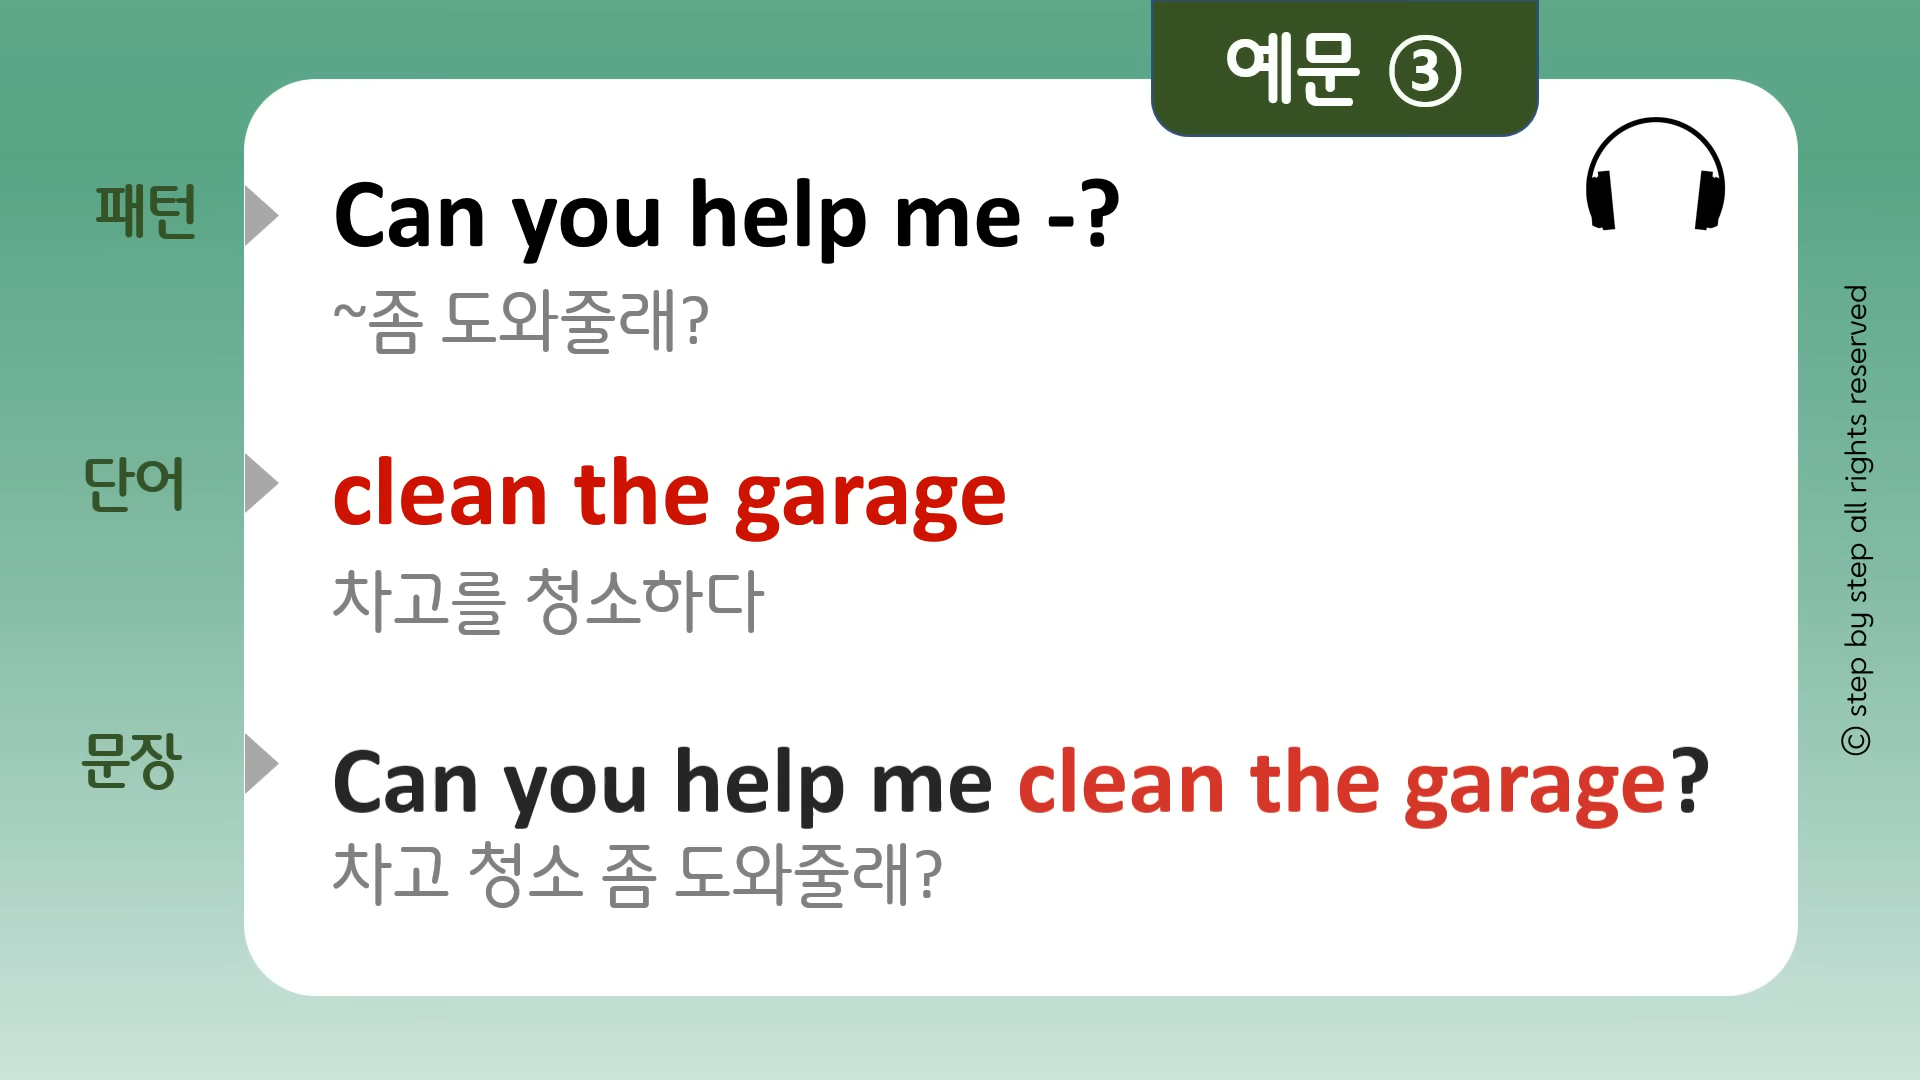 예문 ③
패턴
Can you help me -?
~좀 도와줄래?
단어
clean the garage
차고를 청소하다
문장
Can you help me clean the garage?
차고 청소 좀 도와줄래?
© step by step all rights reserved